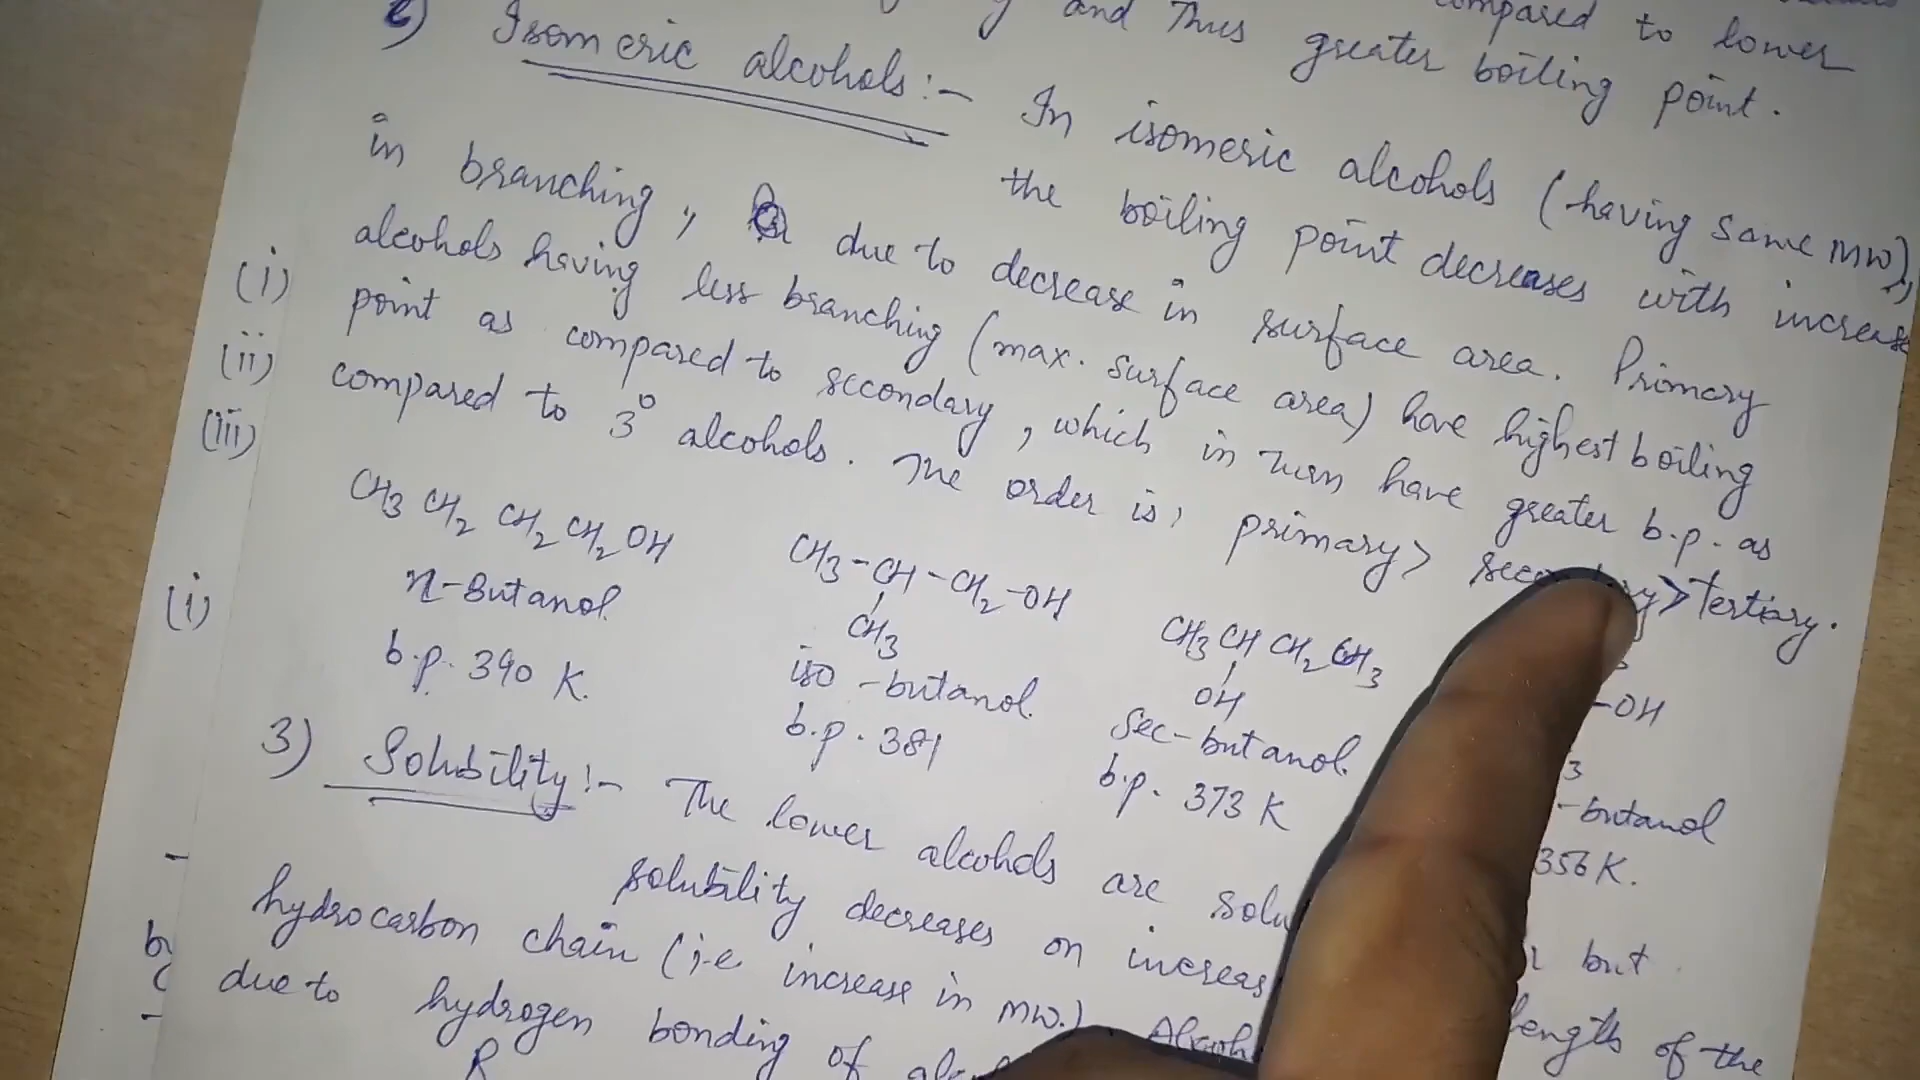 compared to lower
and Thus greater boiling point.
c) Isomeric alcohols :- In isomeric alcohols (having same MW),
the boiling point decreases with increase
in branching, due to decrease in surface area. Primary
alcohols having less branching (max. surface area) have highest boiling
point as compared to secondary, which in turn have greater b.p. as
compared to 3° alcohols. The order is, primary > > Tertiary.
(i)
(ii)
(iii)
CH3 CH2 CH2 CH2 OH
n-Butanol
b.p. 390 K.
CH3-CH-CH2-OH
CH3
iso-butanol.
b.p. 381
CH3 CH CH2 CH3
OH
Sec-butanol.
b.p. 373 K
-OH
3
-butanol
356 K.
(i)
3) Solubility :- The lower alcohols are but
solubility decreases on length of the
hydrocarbon chain (i.e increase in MW.)
due to hydrogen bonding of
R